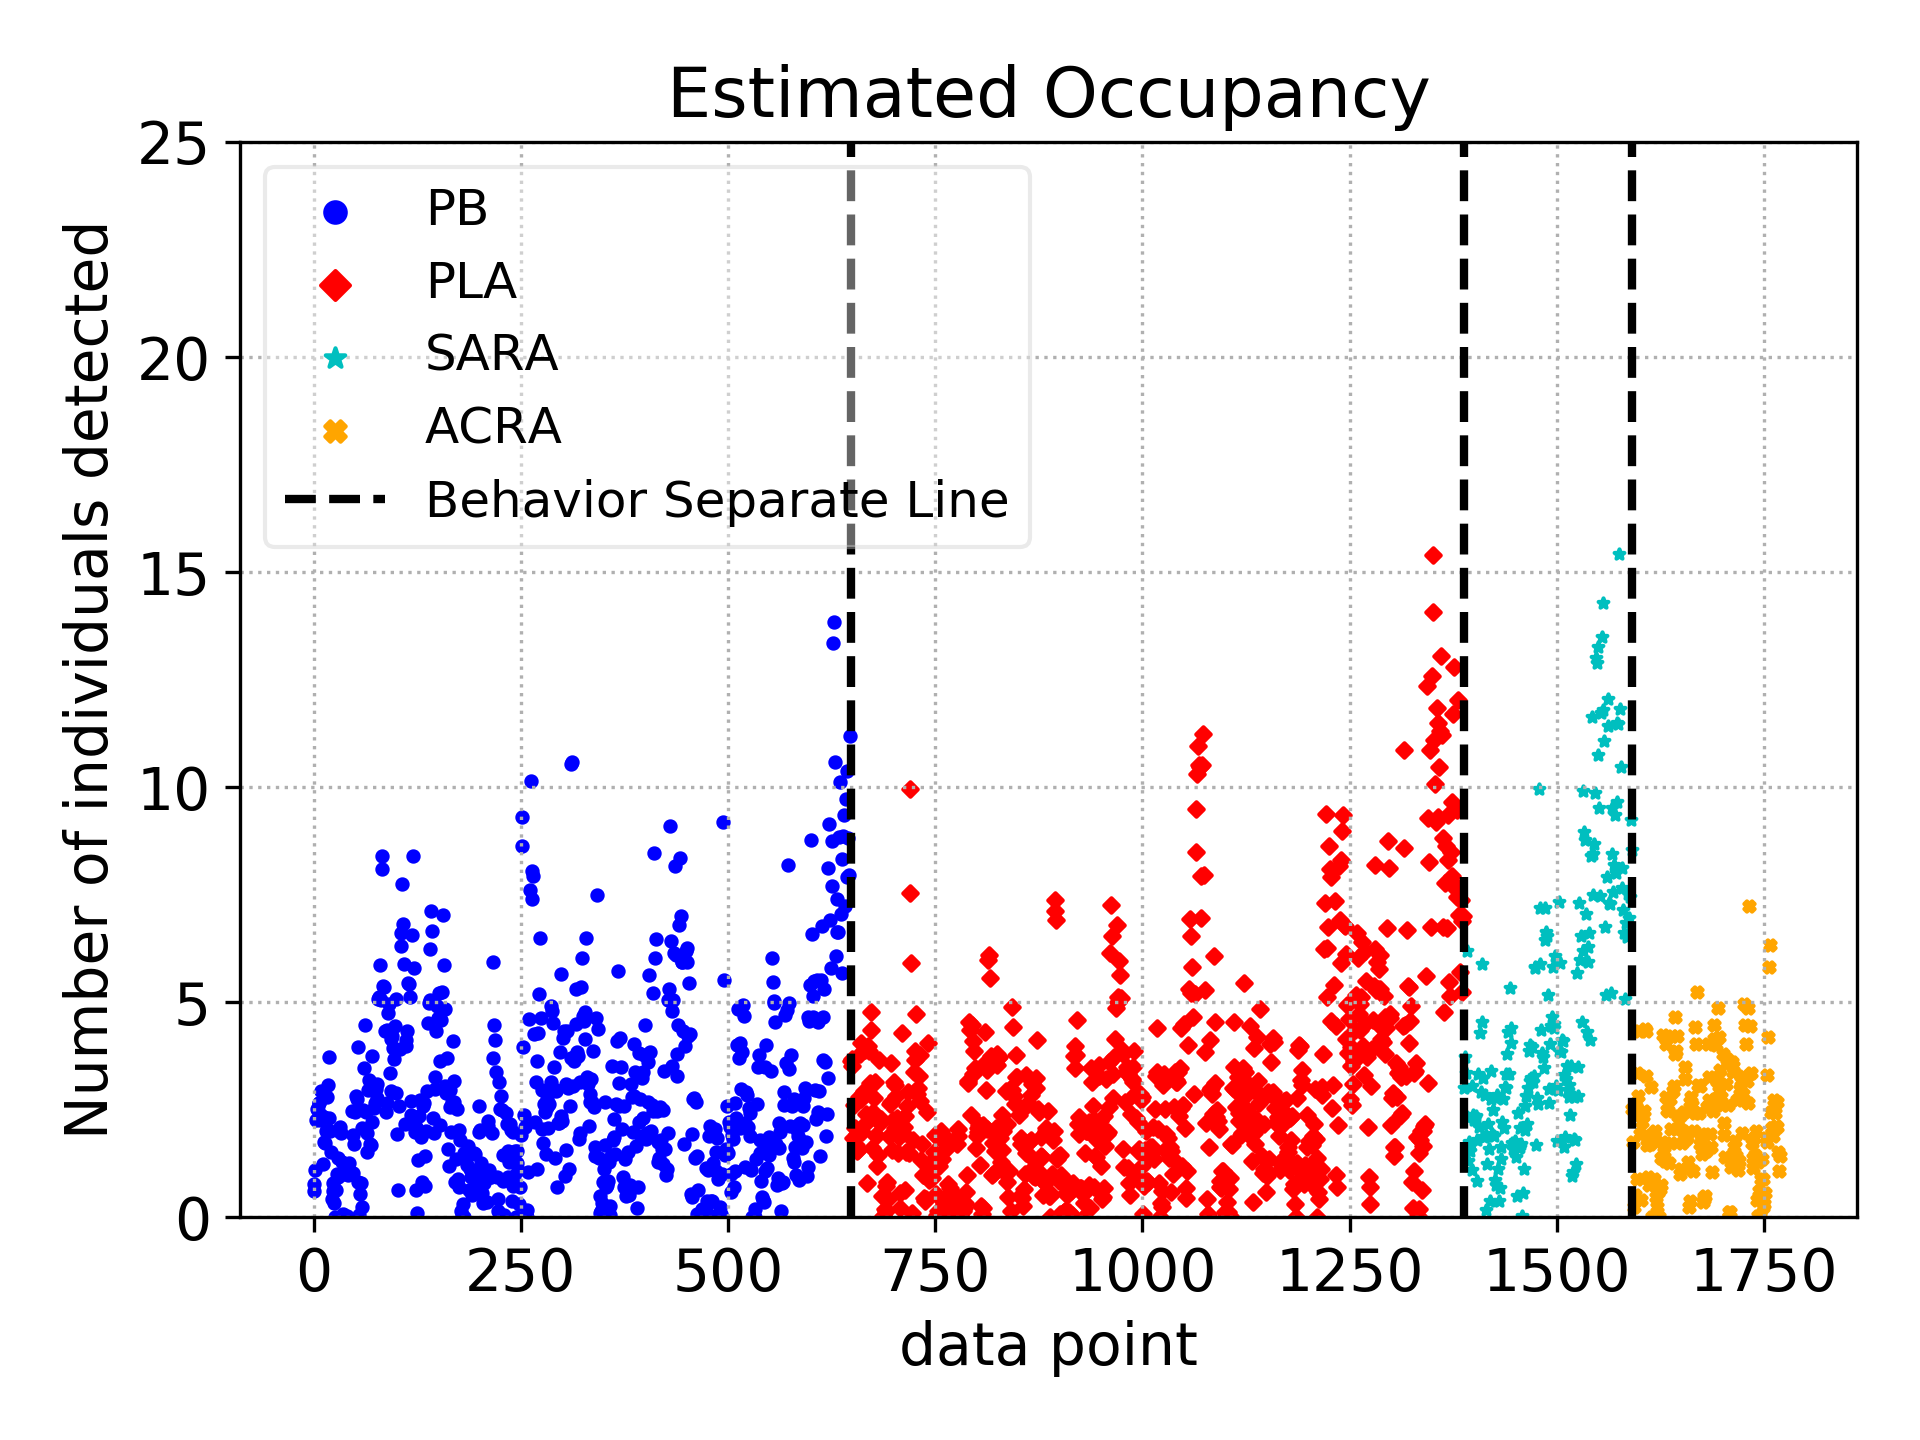 Estimated Occupancy
Number of individuals detected
25
20
15
10
5
0
PB
PLA
SARA
ACRA
Behavior Separate Line
0 250 500 750 1000 1250 1500 1750
data point